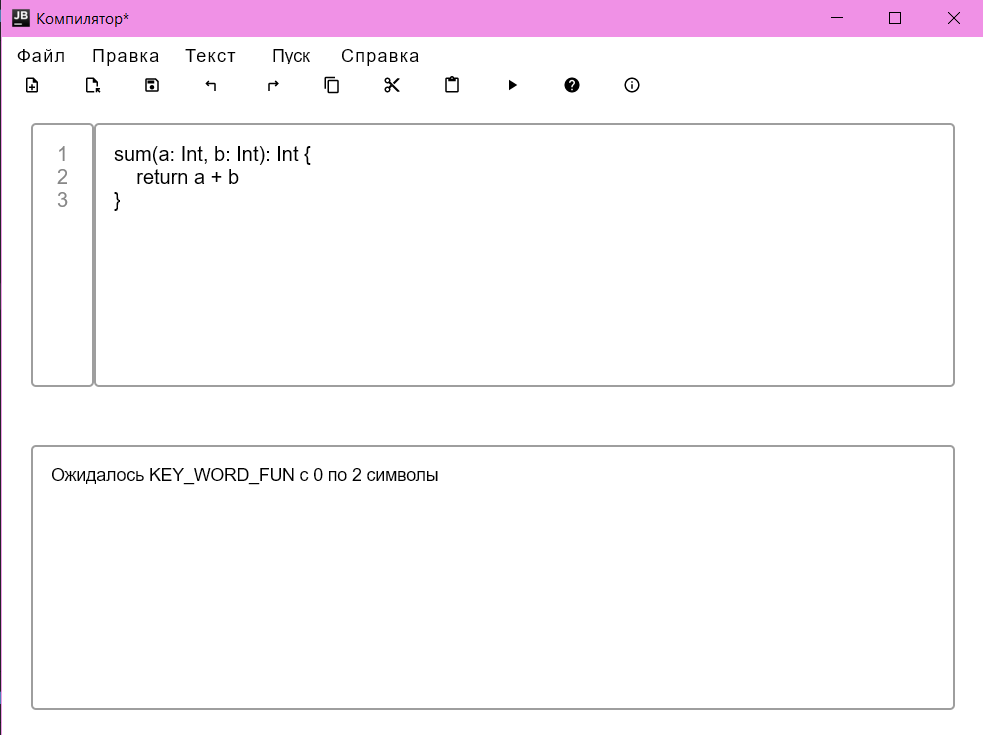 JB Компилятор*
Файл Правка Текст Пуск Справка
1 sum(a: Int, b: Int): Int {
2 return a + b
3 }
Ожидалось KEY_WORD_FUN с 0 по 2 символы